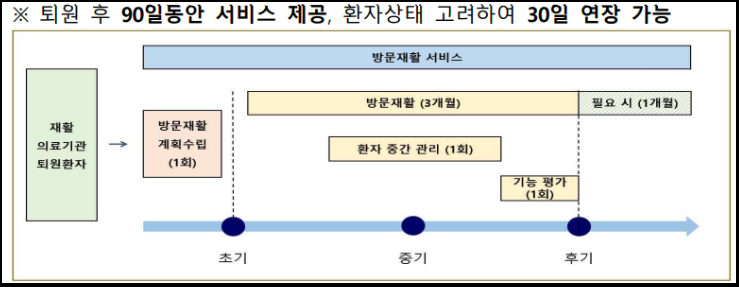 ※ 퇴원 후 90일동안 서비스 제공, 환자상태 고려하여 30일 연장 가능
방문재활 서비스
재활
의료기관
퇴원환자
→
방문재활
계획수립
(1회)
방문재활 (3개월)
필요 시 (1개월)
환자 중간 관리 (1회)
기능 평가
(1회)
초기
중기
후기